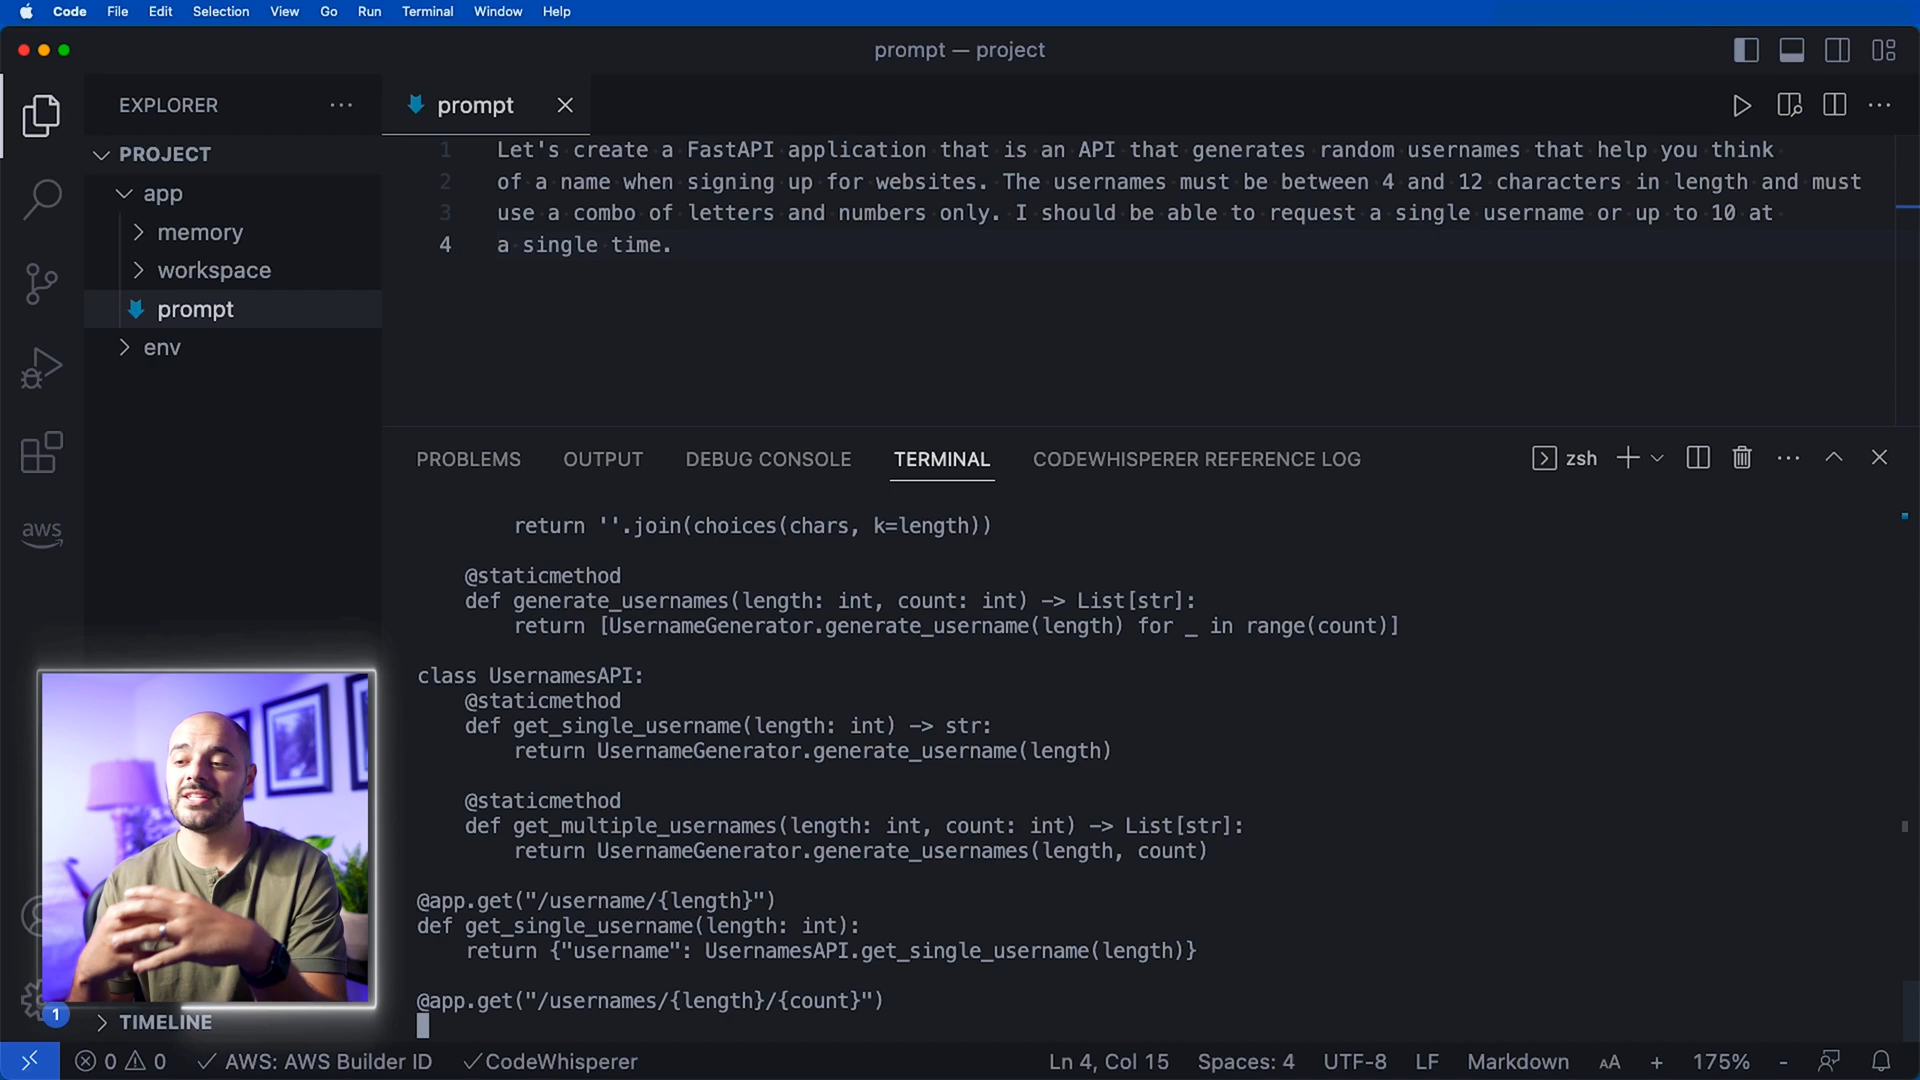 Code File Edit Selection View Go Run Terminal Window Help
prompt — project
EXPLORER
prompt
PROJECT
app
memory
workspace
prompt
env
1 Let's create a FastAPI application that is an API that generates random usernames that help you think
2 of a name when signing up for websites. The usernames must be between 4 and 12 characters in length and must
3 use a combo of letters and numbers only. I should be able to request a single username or up to 10 at
4 a single time.
aws
PROBLEMS OUTPUT DEBUG CONSOLE TERMINAL CODEWHISPERER REFERENCE LOG
zsh
return ''.join(choices(chars, k=length))
@staticmethod
def generate_usernames(length: int, count: int) -> List[str]:
return [UsernameGenerator.generate_username(length) for _ in range(count)]
class UsernamesAPI:
@staticmethod
def get_single_username(length: int) -> str:
return UsernameGenerator.generate_username(length)
@staticmethod
def get_multiple_usernames(length: int, count: int) -> List[str]:
return UsernameGenerator.generate_usernames(length, count)
@app.get("/username/{length}")
def get_single_username(length: int):
return {"username": UsernamesAPI.get_single_username(length)}
@app.get("/usernames/{length}/{count}")
1
TIMELINE
0 0 AWS: AWS Builder ID CodeWhisperer
Ln 4, Col 15 Spaces: 4 UTF-8 LF Markdown AA + 175% -